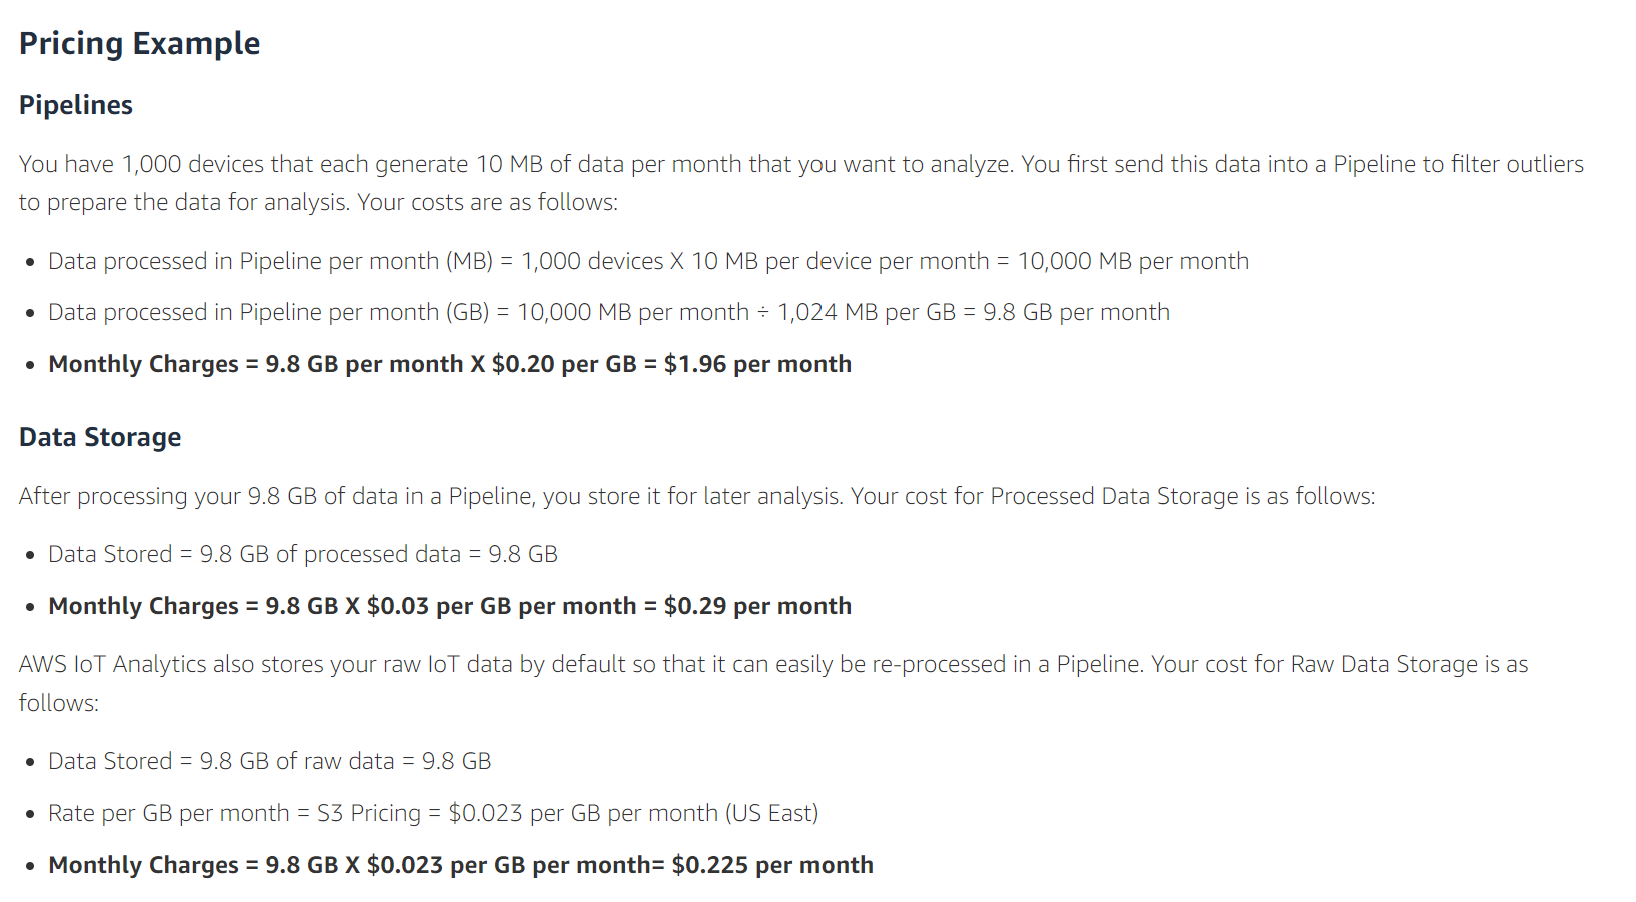 Pricing Example
Pipelines
You have 1,000 devices that each generate 10 MB of data per month that you want to analyze. You first send this data into a Pipeline to filter outliers
to prepare the data for analysis. Your costs are as follows:
• Data processed in Pipeline per month (MB) = 1,000 devices X 10 MB per device per month = 10,000 MB per month
• Data processed in Pipeline per month (GB) = 10,000 MB per month ÷ 1,024 MB per GB = 9.8 GB per month
• Monthly Charges = 9.8 GB per month X $0.20 per GB = $1.96 per month
Data Storage
After processing your 9.8 GB of data in a Pipeline, you store it for later analysis. Your cost for Processed Data Storage is as follows:
• Data Stored = 9.8 GB of processed data = 9.8 GB
• Monthly Charges = 9.8 GB X $0.03 per GB per month = $0.29 per month
AWS IoT Analytics also stores your raw IoT data by default so that it can easily be re-processed in a Pipeline. Your cost for Raw Data Storage is as
follows:
• Data Stored = 9.8 GB of raw data = 9.8 GB
• Rate per GB per month = S3 Pricing = $0.023 per GB per month (US East)
• Monthly Charges = 9.8 GB X $0.023 per GB per month= $0.225 per month